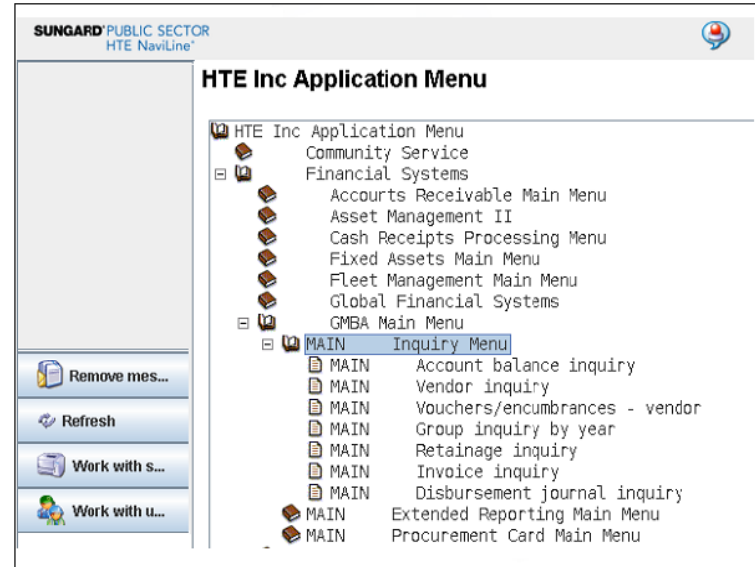 SUNGARD® PUBLIC SECTOR
HTE NaviLine®
HTE Inc Application Menu
HTE Inc Application Menu
Community Service
Financial Systems
Accourts Receivable Main Menu
Asset Management II
Cash Receipts Processing Menu
Fixed Assets Main Menu
Fleet Management Main Menu
Global Financial Systems
GMBA Main Menu
MAIN Inquiry Menu
MAIN Account balance inquiry
MAIN Vendor inquiry
MAIN Vouchers/encumbrances - vendor
MAIN Group inquiry by year
MAIN Retainage inquiry
MAIN Invoice inquiry
MAIN Disbursement journal inquiry
MAIN Extended Reporting Main Menu
MAIN Procurement Card Main Menu
Remove mes...
Refresh
Work with s...
Work with u...